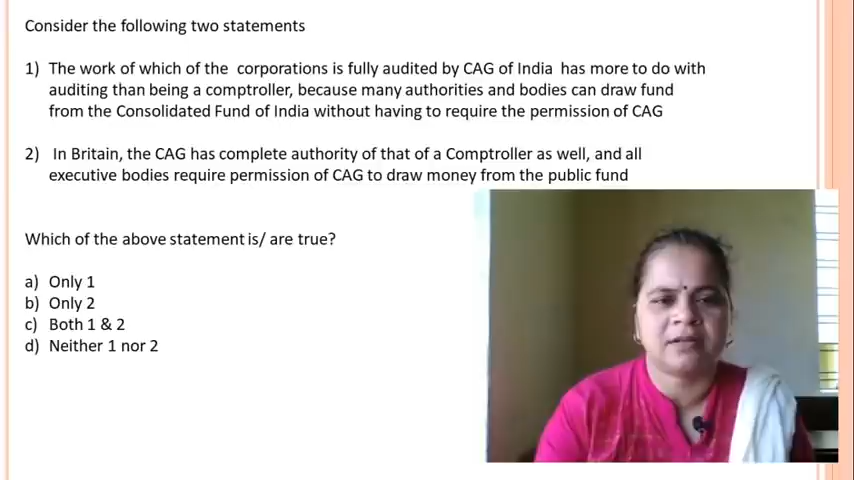 Consider the following two statements
1) The work of which of the corporations is fully audited by CAG of India has more to do with
auditing than being a comptroller, because many authorities and bodies can draw fund
from the Consolidated Fund of India without having to require the permission of CAG
2) In Britain, the CAG has complete authority of that of a Comptroller as well, and all
executive bodies require permission of CAG to draw money from the public fund
Which of the above statement is/ are true?
a) Only 1
b) Only 2
c) Both 1 & 2
d) Neither 1 nor 2